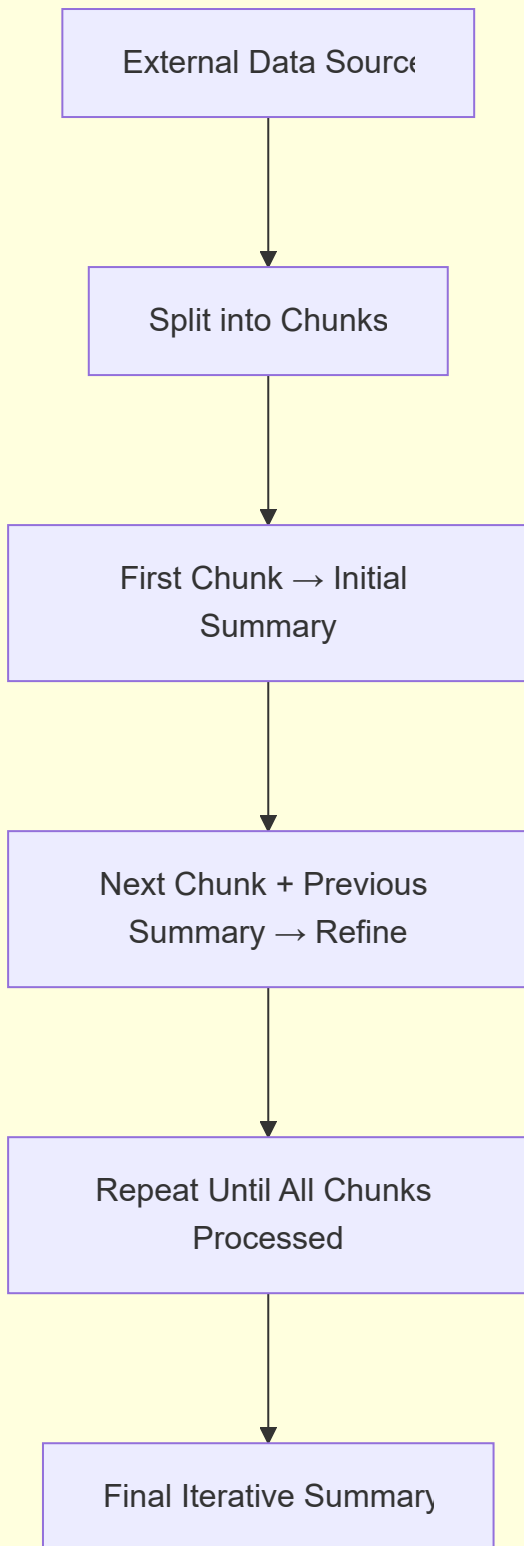 External Data Source
Split into Chunks
First Chunk → Initial
Summary
Next Chunk + Previous
Summary → Refine
Repeat Until All Chunks
Processed
Final Iterative Summary